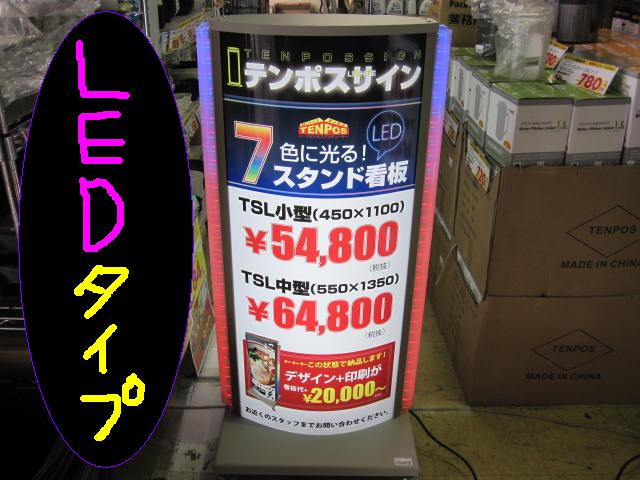 LEDタイプ
TENPOSSIGN
テンポスサイン
TENPOS
LED
7色に光る!
スタンド看板
TSL小型(450×1100)
¥54,800
(税抜)
TSL中型(550×1350)
¥64,800
(税抜)
この状態で納品します!
デザイン+印刷が
看板代+
¥20,000～
お近くのスタッフまでお問い合わせください。
780
780
TENPOS
MADE IN CHINA
TENPOS
MADE IN CHINA